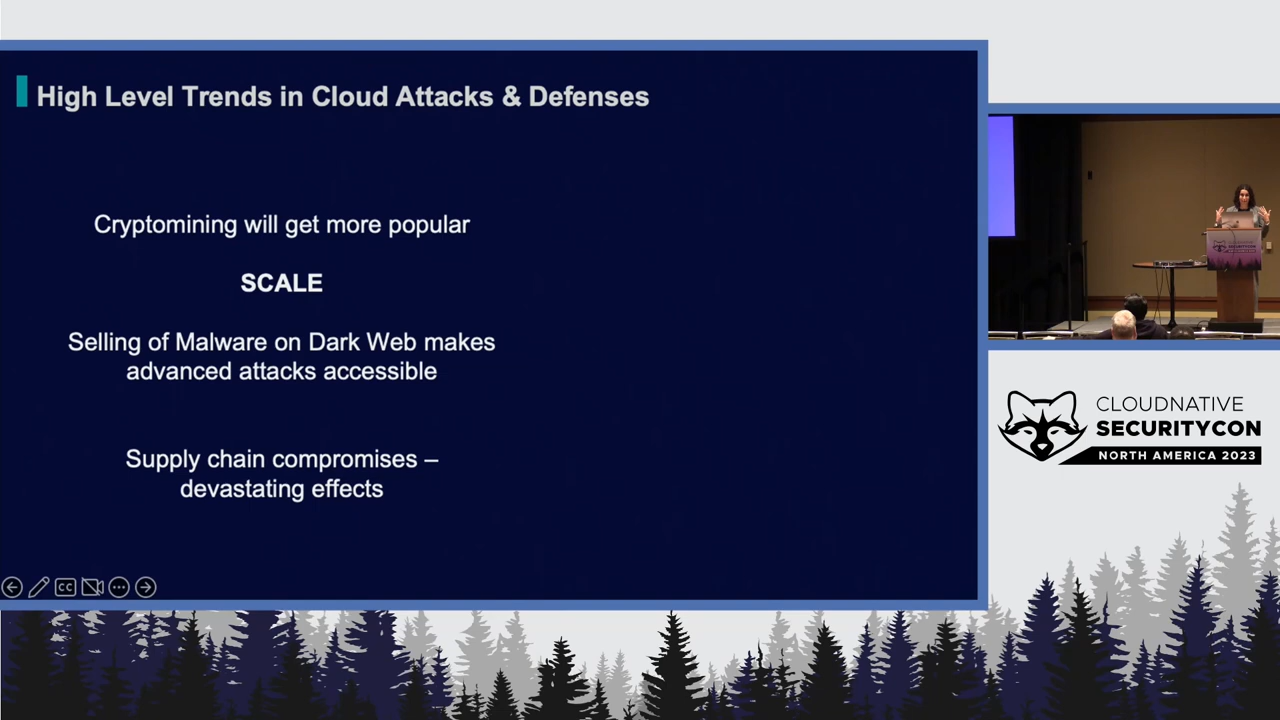 High Level Trends in Cloud Attacks & Defenses
Cryptomining will get more popular
SCALE
Selling of Malware on Dark Web makes
advanced attacks accessible
Supply chain compromises –
devastating effects
CC
CLOUDNATIVE
SECURITYCON
NORTH AMERICA 2023